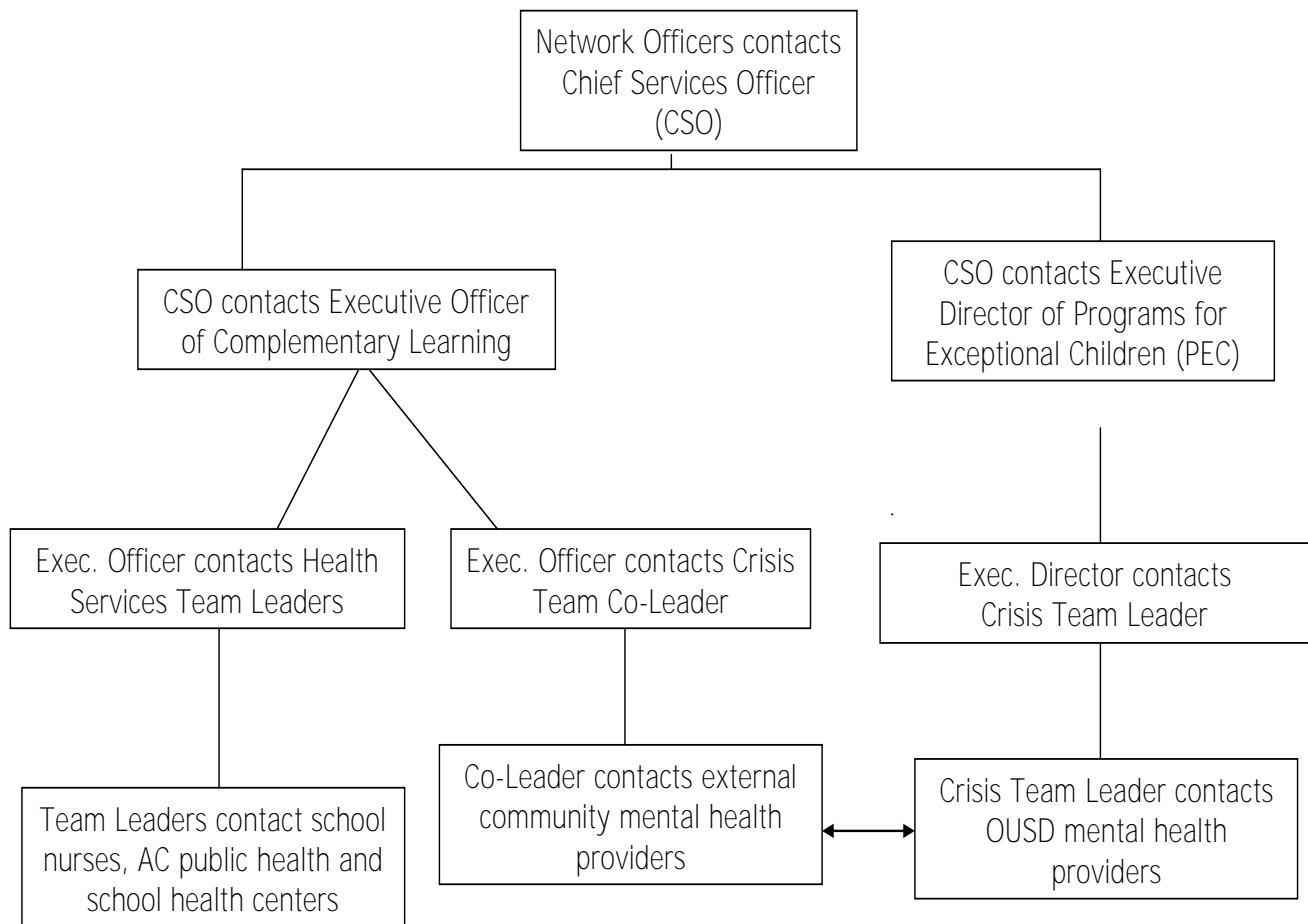 Network Officers contacts
Chief Services Officer
(CSO)
CSO contacts Executive Officer
of Complementary Learning
CSO contacts Executive
Director of Programs for
Exceptional Children (PEC)
Exec. Officer contacts Health
Services Team Leaders
Exec. Officer contacts Crisis
Team Co-Leader
Exec. Director contacts
Crisis Team Leader
Team Leaders contact school
nurses, AC public health and
school health centers
Co-Leader contacts external
community mental health
providers
Crisis Team Leader contacts
OUSD mental health
providers